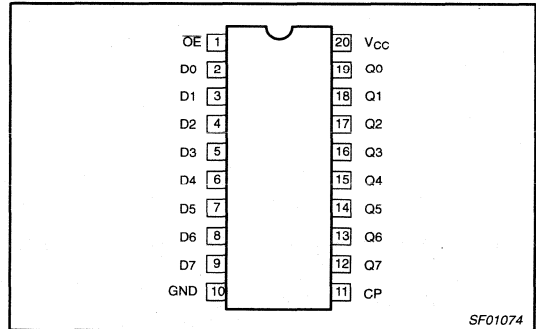 OE 1 20 VCC
D0 2 19 Q0
D1 3 18 Q1
D2 4 17 Q2
D3 5 16 Q3
D4 6 15 Q4
D5 7 14 Q5
D6 8 13 Q6
D7 9 12 Q7
GND 10 11 CP
SF01074